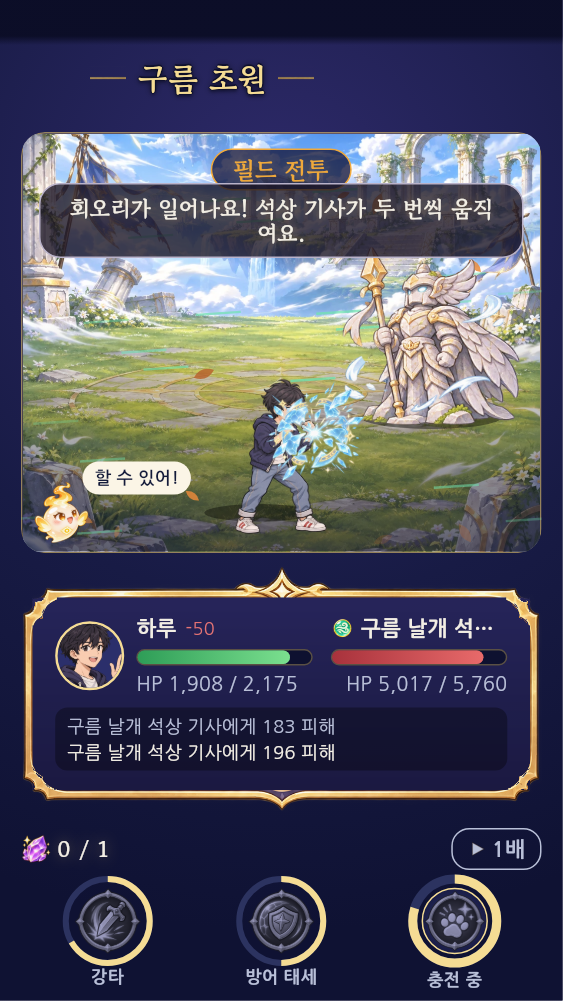 구름 초원
필드 전투
회오리가 일어나요! 석상 기사가 두 번씩 움직
여요.
할 수 있어!
하루 -50
구름 날개 석…
HP 1,908 / 2,175
HP 5,017 / 5,760
구름 날개 석상 기사에게 183 피해
구름 날개 석상 기사에게 196 피해
0 / 1
▶ 1배
강타
방어 태세
충전 중